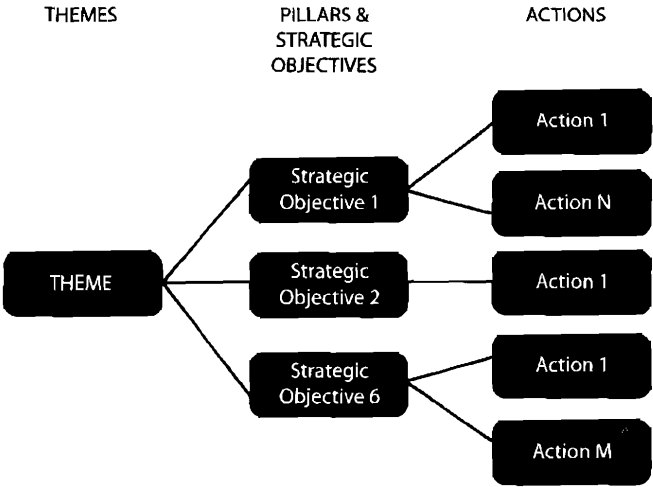 THEMES
PILLARS &
STRATEGIC
OBJECTIVES
ACTIONS
THEME
Strategic
Objective 1
Strategic
Objective 2
Strategic
Objective 6
Action 1
Action N
Action 1
Action 1
Action M